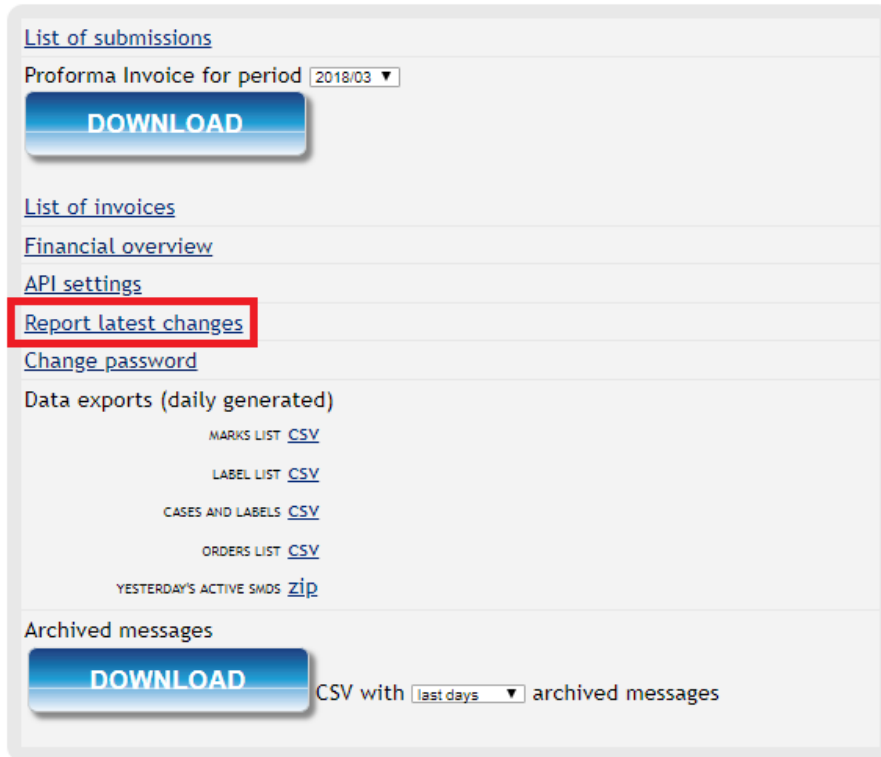 List of submissions
Proforma Invoice for period 2018/03
DOWNLOAD
List of invoices
Financial overview
API settings
Report latest changes
Change password
Data exports (daily generated)
MARKS LIST CSV
LABEL LIST CSV
CASES AND LABELS CSV
ORDERS LIST CSV
YESTERDAY'S ACTIVE SMDS zip
Archived messages
DOWNLOAD CSV with last days archived messages